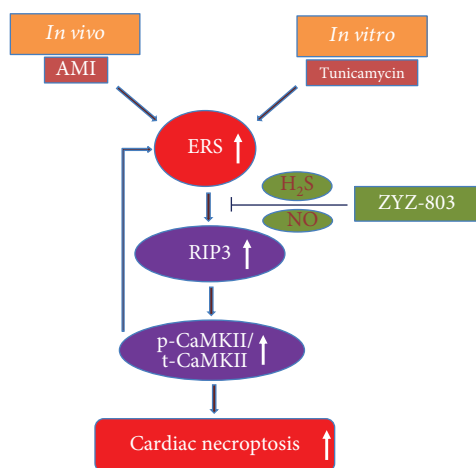 In vivo
In vitro
AMI
Tunicamycin
ERS
H₂S
NO
ZYZ-803
RIP3
p-CaMKII/
t-CaMKII
Cardiac necroptosis